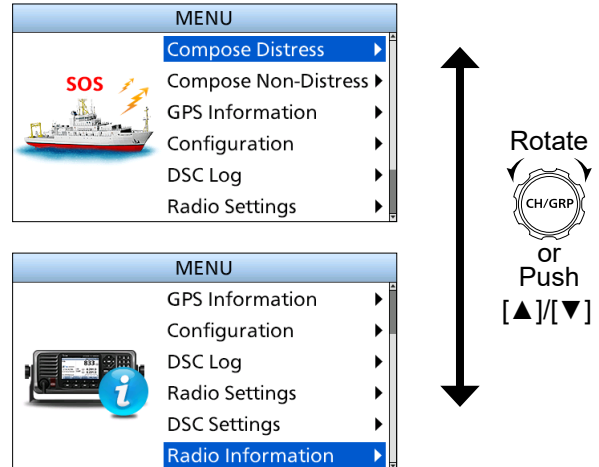 MENU
Compose Distress
SOS
Compose Non-Distress
GPS Information
Configuration
DSC Log
Radio Settings
Rotate
CH/GRP
or
Push
[▲]/[▼]
MENU
GPS Information
Configuration
DSC Log
Radio Settings
DSC Settings
Radio Information